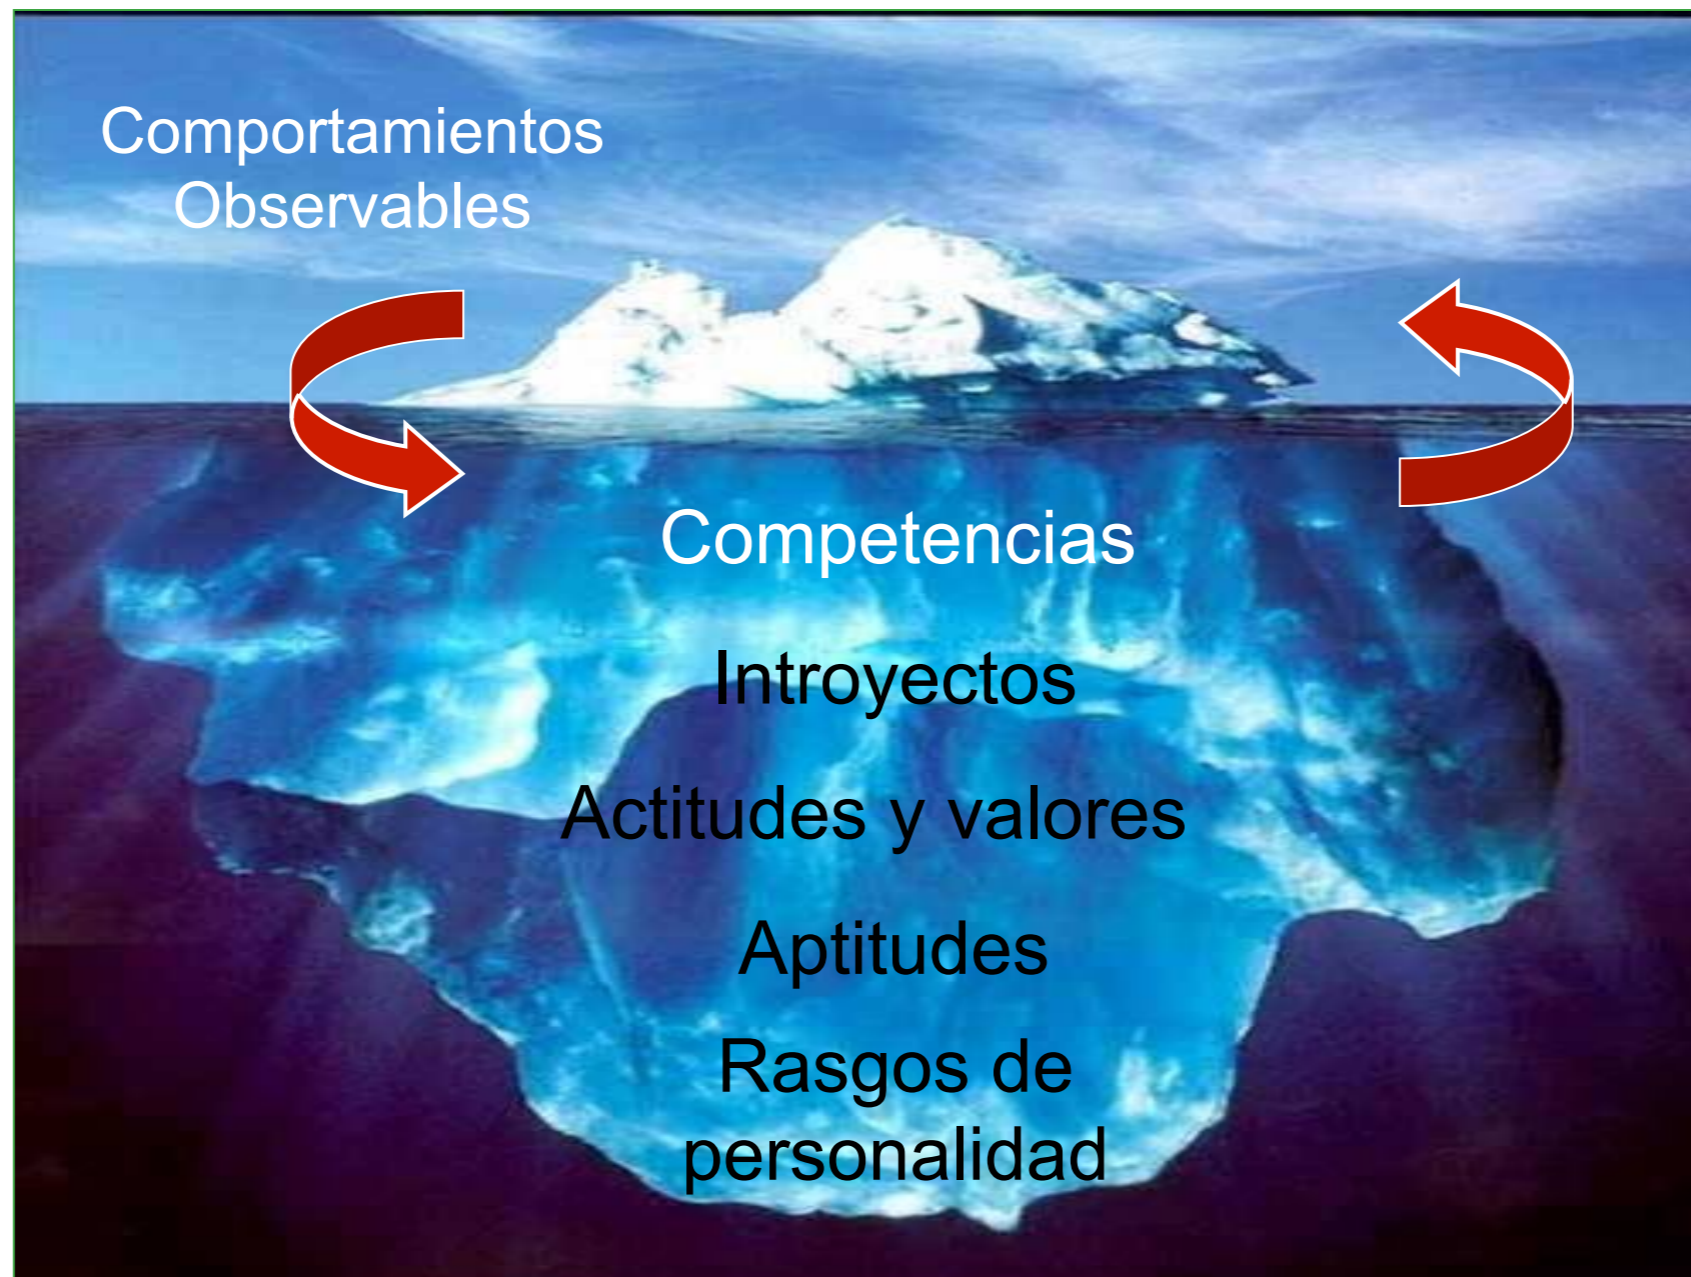 Comportamientos
Observables
Competencias
Introyectos
Actitudes y valores
Aptitudes
Rasgos de
personalidad